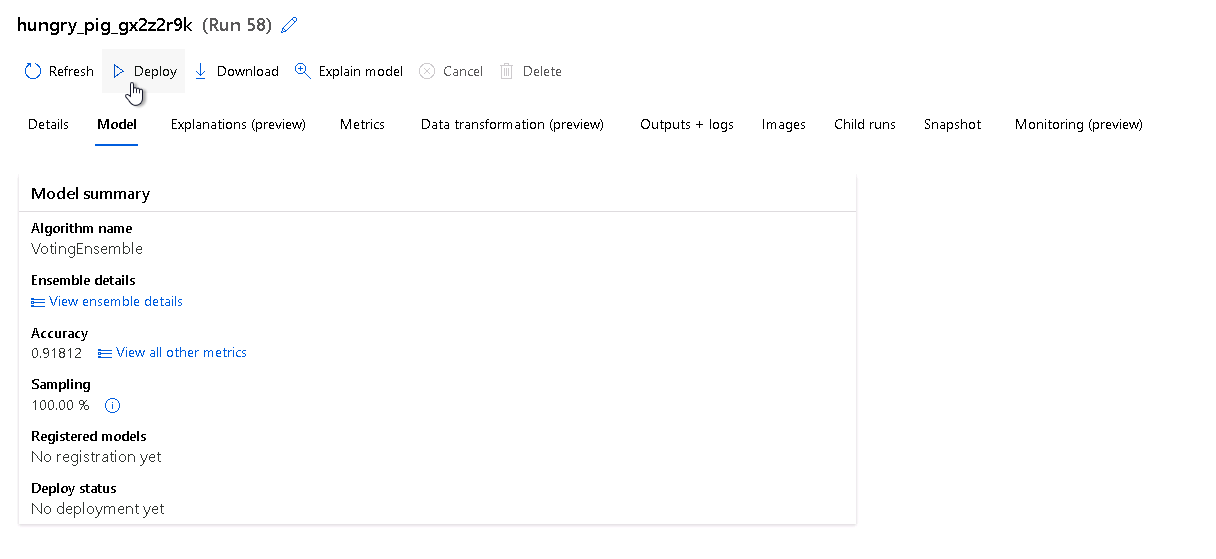 hungry_pig_gx2z2r9k (Run 58)
Refresh Deploy Download Explain model Cancel Delete
Details Model Explanations (preview) Metrics Data transformation (preview) Outputs + logs Images Child runs Snapshot Monitoring (preview)
Model summary
Algorithm name
VotingEnsemble
Ensemble details
View ensemble details
Accuracy
0.91812 View all other metrics
Sampling
100.00 %
Registered models
No registration yet
Deploy status
No deployment yet